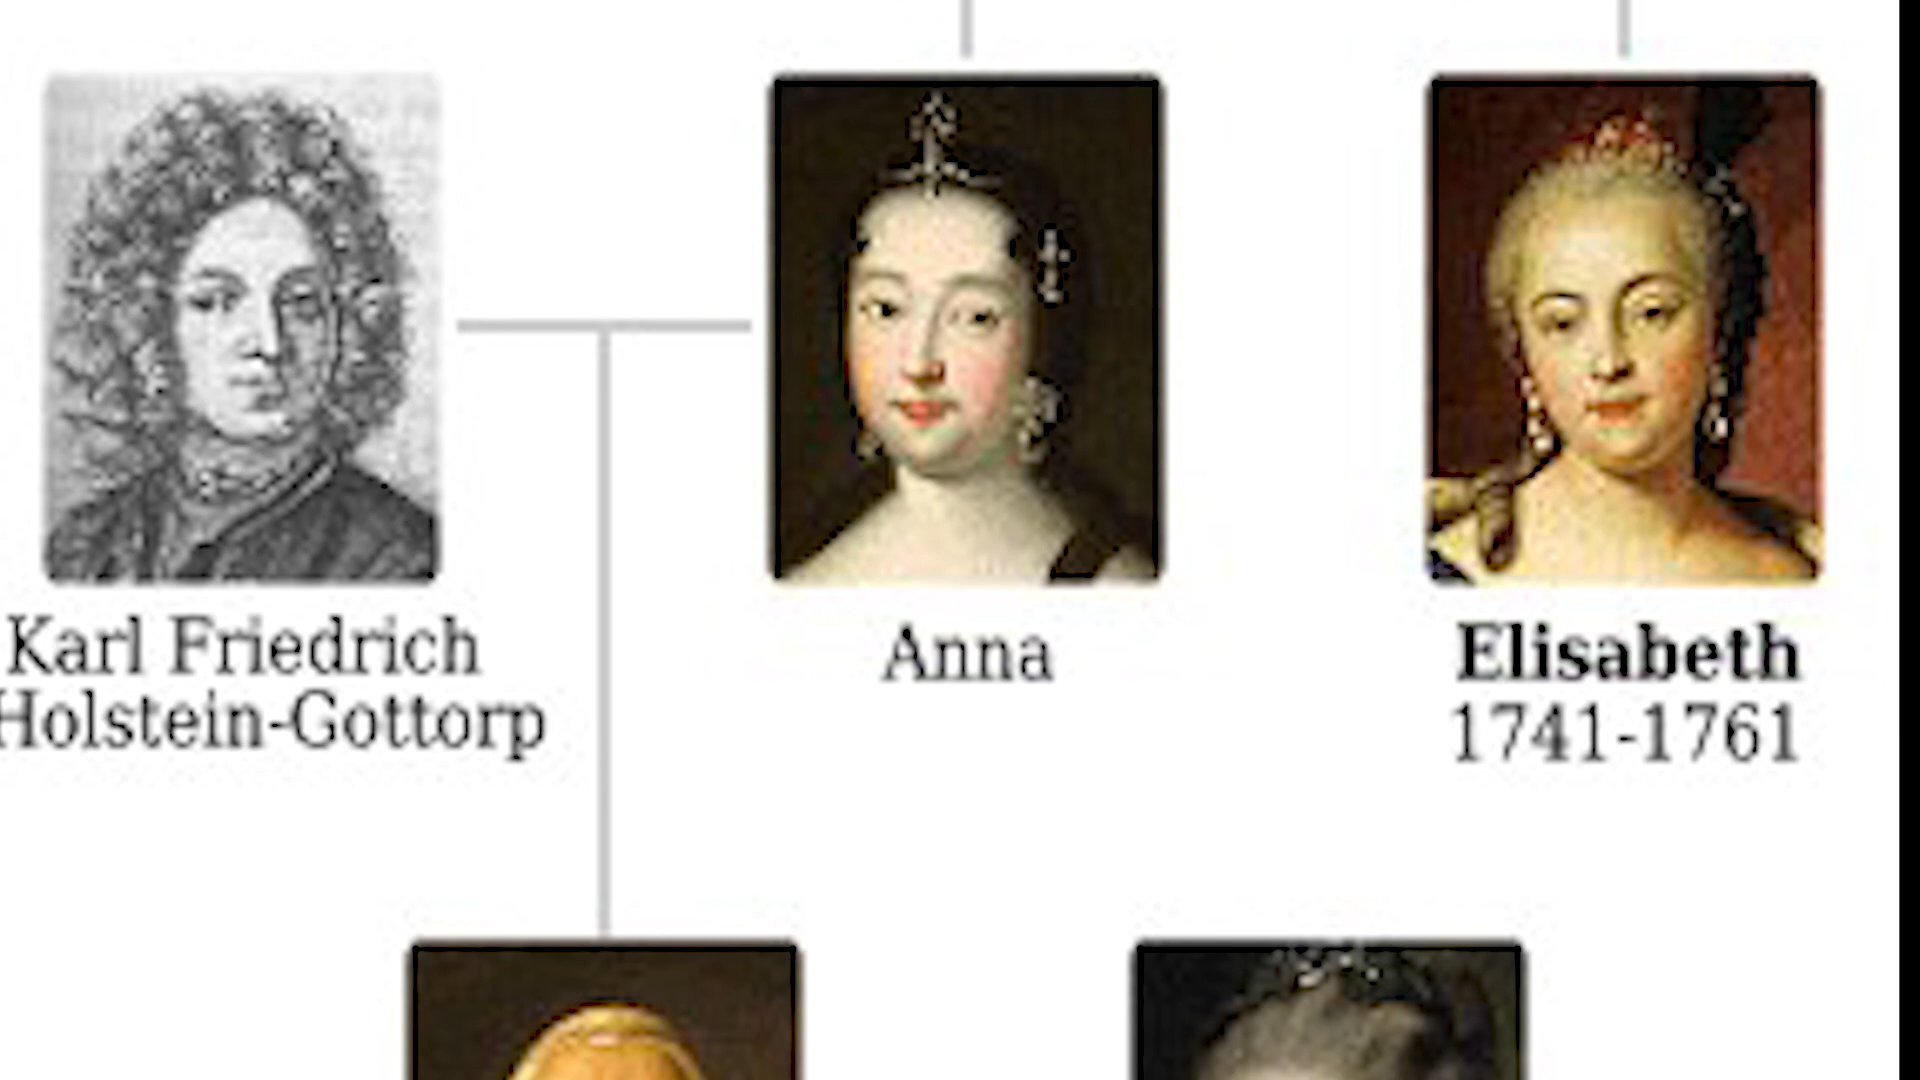 Karl Friedrich
Holstein-Gottorp
Anna
Elisabeth
1741-1761